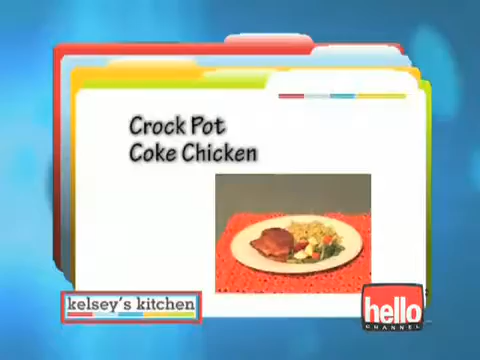 Crock Pot
Coke Chicken
kelsey's kitchen
hello
CHANNEL